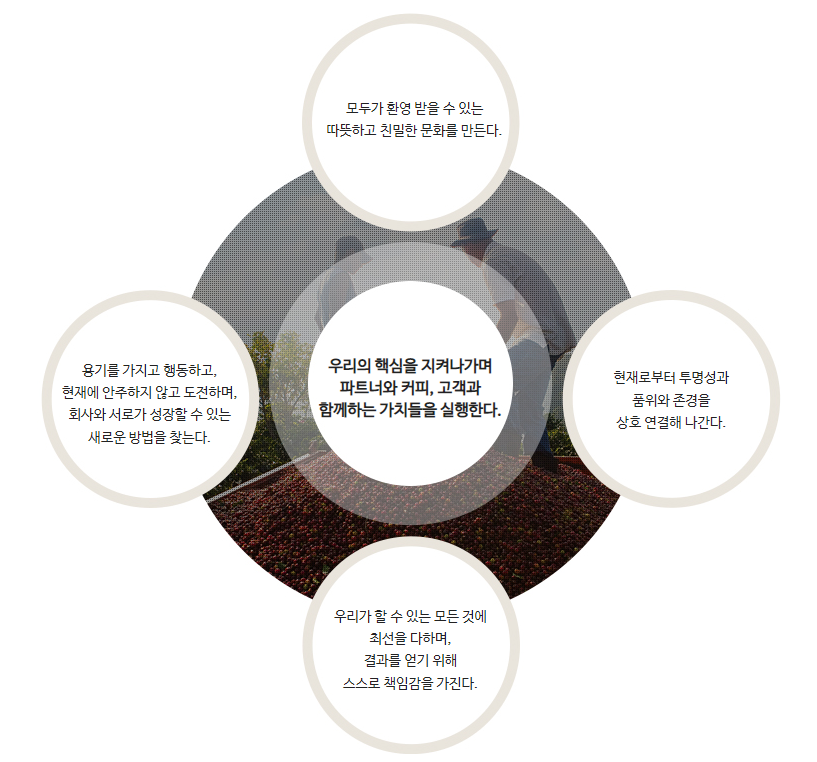 모두가 환영 받을 수 있는
따뜻하고 친밀한 문화를 만든다.
용기를 가지고 행동하고,
현재에 안주하지 않고 도전하며,
회사와 서로가 성장할 수 있는
새로운 방법을 찾는다.
우리의 핵심을 지켜나가며
파트너와 커피, 고객과
함께하는 가치들을 실행한다.
현재로부터 투명성과
품위와 존경을
상호 연결해 나간다.
우리가 할 수 있는 모든 것에
최선을 다하며,
결과를 얻기 위해
스스로 책임감을 가진다.